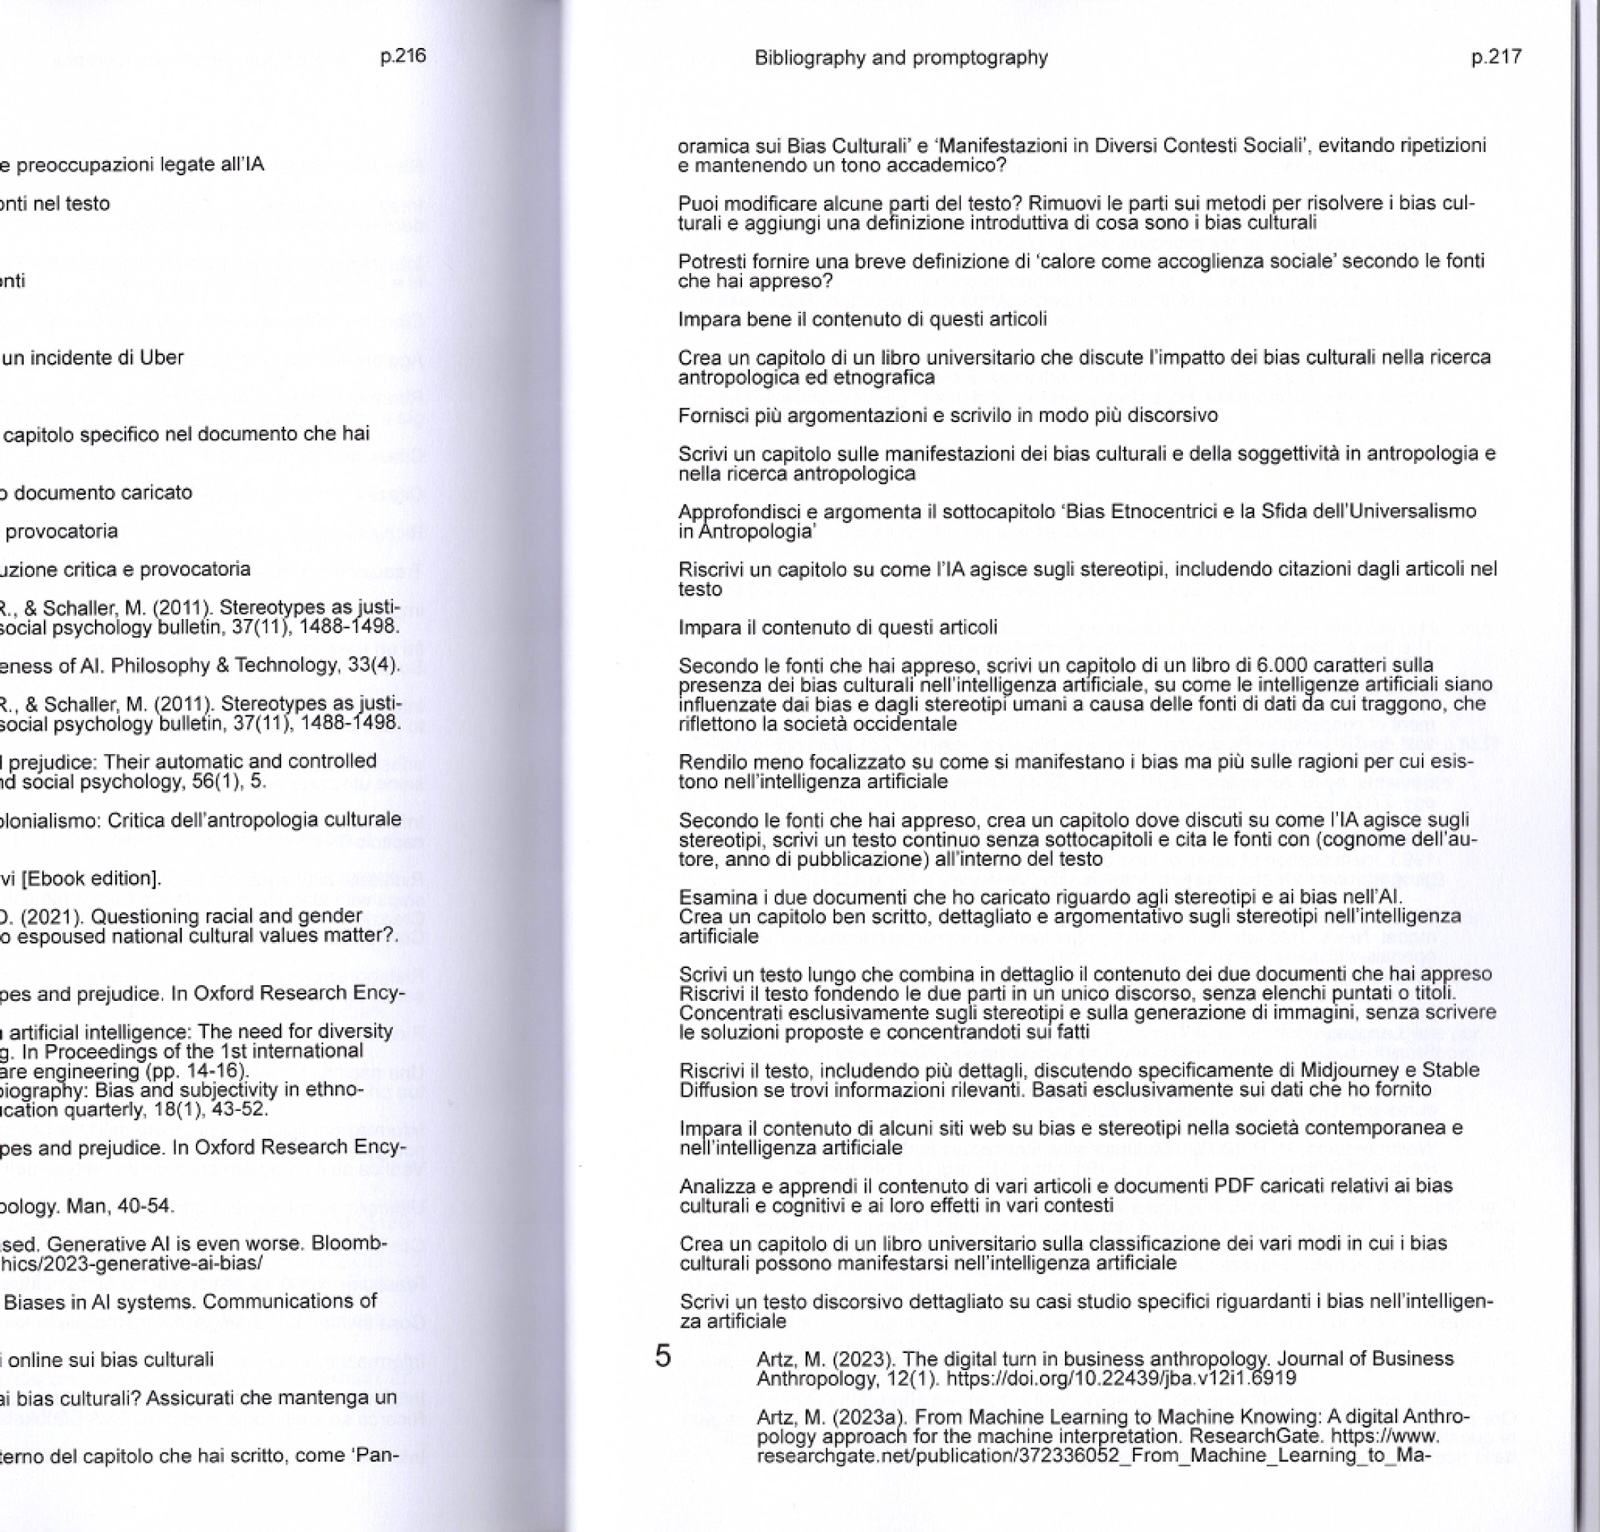 p.216
e preoccupazioni legate all'IA
onti nel testo
onti
un incidente di Uber
capitolo specifico nel documento che hai
o documento caricato
provocatoria
uzione critica e provocatoria
R., & Schaller, M. (2011). Stereotypes as justi-
social psychology bulletin, 37(11), 1488-1498.
eness of AI. Philosophy & Technology, 33(4).
R., & Schaller, M. (2011). Stereotypes as justi-
social psychology bulletin, 37(11), 1488-1498.
l prejudice: Their automatic and controlled
nd social psychology, 56(1), 5.
olonialismo: Critica dell'antropologia culturale
vi [Ebook edition].
D. (2021). Questioning racial and gender
o espoused national cultural values matter?.
pes and prejudice. In Oxford Research Ency-
artificial intelligence: The need for diversity
g. In Proceedings of the 1st international
are engineering (pp. 14-16).
biography: Bias and subjectivity in ethno-
ucation quarterly, 18(1), 43-52.
pes and prejudice. In Oxford Research Ency-
pology. Man, 40-54.
sed. Generative AI is even worse. Bloomb-
hics/2023-generative-ai-bias/
Biases in AI systems. Communications of
i online sui bias culturali
ai bias culturali? Assicurati che mantenga un
terno del capitolo che hai scritto, come ‘Pan-
Bibliography and promptography
p.217
oramica sui Bias Culturali’ e ‘Manifestazioni in Diversi Contesti Sociali’, evitando ripetizioni
e mantenendo un tono accademico?
Puoi modificare alcune parti del testo? Rimuovi le parti sui metodi per risolvere i bias cul-
turali e aggiungi una definizione introduttiva di cosa sono i bias culturali
Potresti fornire una breve definizione di ‘calore come accoglienza sociale’ secondo le fonti
che hai appreso?
Impara bene il contenuto di questi articoli
Crea un capitolo di un libro universitario che discute l’impatto dei bias culturali nella ricerca
antropologica ed etnografica
Fornisci più argomentazioni e scrivilo in modo più discorsivo
Scrivi un capitolo sulle manifestazioni dei bias culturali e della soggettività in antropologia e
nella ricerca antropologica
Approfondisci e argomenta il sottocapitolo ‘Bias Etnocentrici e la Sfida dell’Universalismo
in Antropologia’
Riscrivi un capitolo su come l’IA agisce sugli stereotipi, includendo citazioni dagli articoli nel
testo
Impara il contenuto di questi articoli
Secondo le fonti che hai appreso, scrivi un capitolo di un libro di 6.000 caratteri sulla
presenza dei bias culturali nell’intelligenza artificiale, su come le intelligenze artificiali siano
influenzate dai bias e dagli stereotipi umani a causa delle fonti di dati da cui traggono, che
riflettono la società occidentale
Rendilo meno focalizzato su come si manifestano i bias ma più sulle ragioni per cui esis-
tono nell’intelligenza artificiale
Secondo le fonti che hai appreso, crea un capitolo dove discuti su come l’IA agisce sugli
stereotipi, scrivi un testo continuo senza sottocapitoli e cita le fonti con (cognome dell’au-
tore, anno di pubblicazione) all’interno del testo
Esamina i due documenti che ho caricato riguardo agli stereotipi e ai bias nell’AI.
Crea un capitolo ben scritto, dettagliato e argomentativo sugli stereotipi nell’intelligenza
artificiale
Scrivi un testo lungo che combina in dettaglio il contenuto dei due documenti che hai appreso
Riscrivi il testo fondendo le due parti in un unico discorso, senza elenchi puntati o titoli.
Concentrati esclusivamente sugli stereotipi e sulla generazione di immagini, senza scrivere
le soluzioni proposte e concentrandoti sui fatti
Riscrivi il testo, includendo più dettagli, discutendo specificamente di Midjourney e Stable
Diffusion se trovi informazioni rilevanti. Basati esclusivamente sui dati che ho fornito
Impara il contenuto di alcuni siti web su bias e stereotipi nella società contemporanea e
nell’intelligenza artificiale
Analizza e apprendi il contenuto di vari articoli e documenti PDF caricati relativi ai bias
culturali e cognitivi e ai loro effetti in vari contesti
Crea un capitolo di un libro universitario sulla classificazione dei vari modi in cui i bias
culturali possono manifestarsi nell’intelligenza artificiale
Scrivi un testo discorsivo dettagliato su casi studio specifici riguardanti i bias nell’intelligen-
za artificiale
5 Artz, M. (2023). The digital turn in business anthropology. Journal of Business
Anthropology, 12(1). https://doi.org/10.22439/jba.v12i1.6919
Artz, M. (2023a). From Machine Learning to Machine Knowing: A digital Anthro-
pology approach for the machine interpretation. ResearchGate. https://www.
researchgate.net/publication/372336052_From_Machine_Learning_to_Ma-